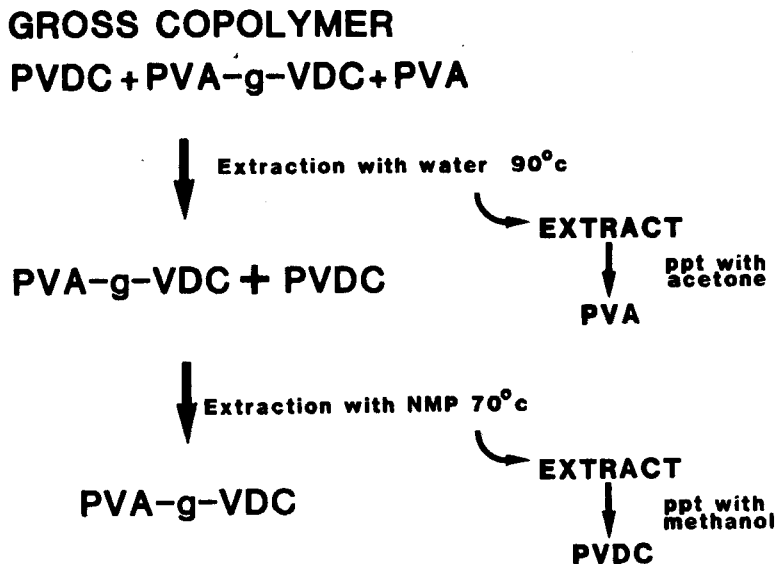 GROSS COPOLYMER
PVDC+PVA-g-VDC+PVA
Extraction with water 90°c
EXTRACT
ppt with
acetone
PVA
PVA-g-VDC + PVDC
Extraction with NMP 70°c
EXTRACT
ppt with
methanol
PVDC
PVA-g-VDC